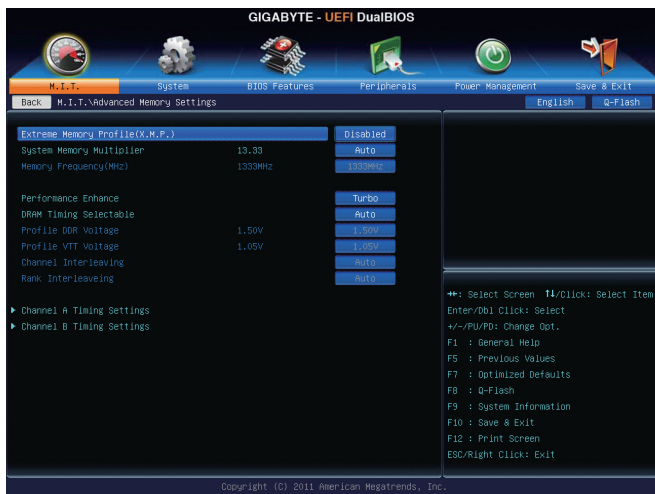 GIGABYTE - UEFI DualBIOS
M.I.T. System BIOS Features Peripherals Power Management Save & Exit
Back M.I.T.\Advanced Memory Settings English Q-Flash
Extreme Memory Profile(X.M.P.) Disabled
System Memory Multiplier 13.33 Auto
Memory Frequency(MHz) 1333MHz 1333MHz
Performance Enhance Turbo
DRAM Timing Selectable Auto
Profile DDR Voltage 1.50V 1.50V
Profile VTT Voltage 1.05V 1.05V
Channel Interleaving Auto
Rank Interleaveing Auto
Channel A Timing Settings
Channel B Timing Settings
→←: Select Screen ↑↓/Click: Select Item
Enter/Dbl Click: Select
+/-/PU/PD: Change Opt.
F1 : General Help
F5 : Previous Values
F7 : Optimized Defaults
F8 : Q-Flash
F9 : System Information
F10 : Save & Exit
F12 : Print Screen
ESC/Right Click: Exit
Copyright (C) 2011 American Megatrends, Inc.